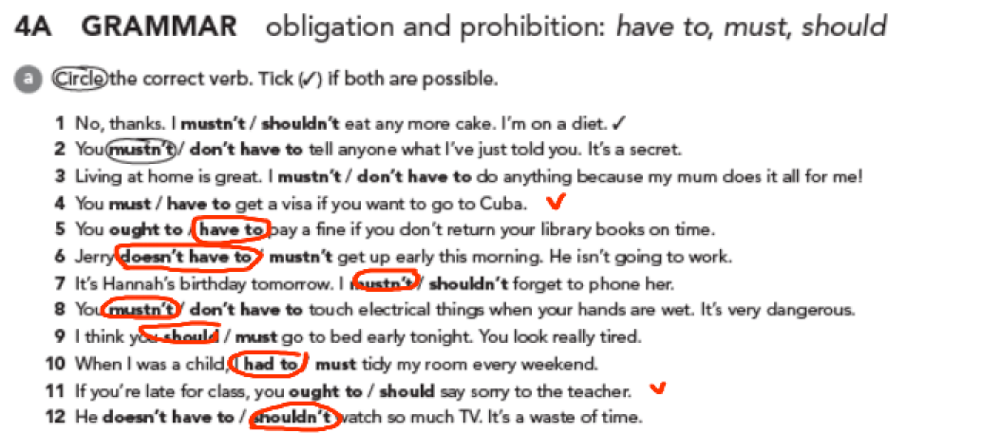 4A GRAMMAR obligation and prohibition: have to, must, should
a Circle the correct verb. Tick (✓) if both are possible.
1 No, thanks. I mustn't / shouldn't eat any more cake. I'm on a diet. ✓
2 You mustn't / don't have to tell anyone what I've just told you. It's a secret.
3 Living at home is great. I mustn't / don't have to do anything because my mum does it all for me!
4 You must / have to get a visa if you want to go to Cuba. ✓
5 You ought to / have to pay a fine if you don't return your library books on time.
6 Jerry doesn't have to / mustn't get up early this morning. He isn't going to work.
7 It's Hannah's birthday tomorrow. I mustn't / shouldn't forget to phone her.
8 You mustn't / don't have to touch electrical things when your hands are wet. It's very dangerous.
9 I think you should / must go to bed early tonight. You look really tired.
10 When I was a child, I had to / must tidy my room every weekend.
11 If you're late for class, you ought to / should say sorry to the teacher. ✓
12 He doesn't have to / shouldn't watch so much TV. It's a waste of time.